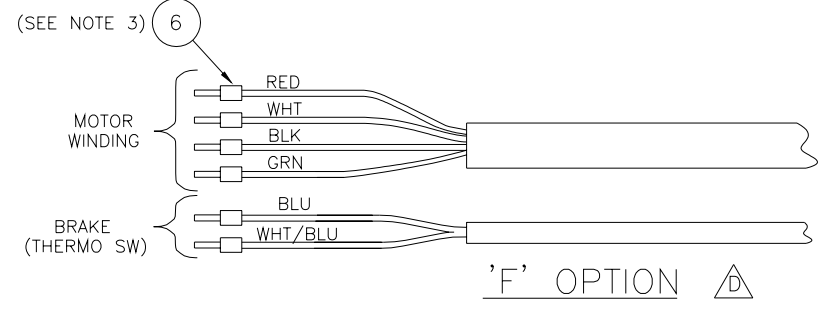 (SEE NOTE 3) 6
RED
MOTOR
WINDING
WHT
BLK
GRN
BLU
BRAKE
(THERMO SW)
WHT/BLU
'F' OPTION D